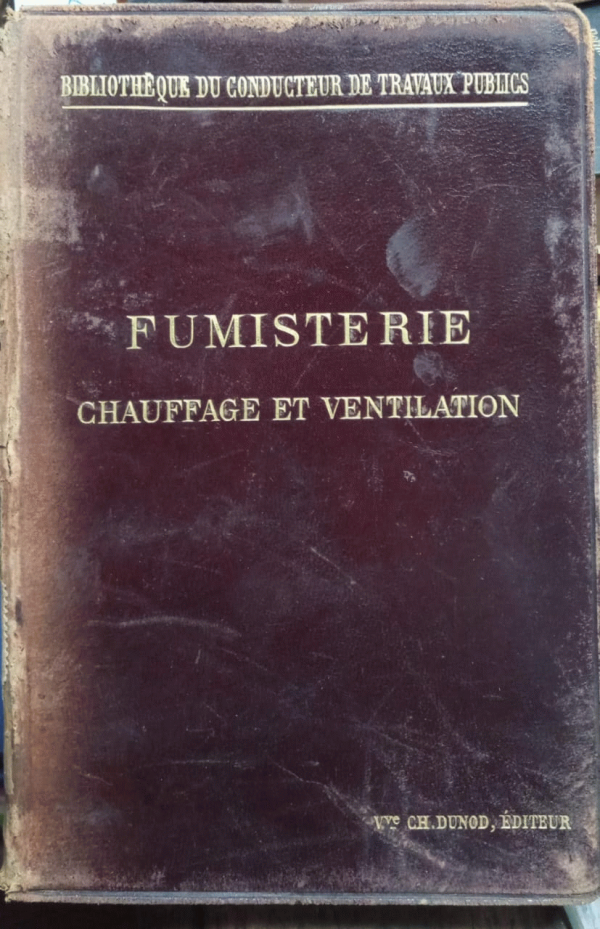 BIBLIOTHÈQUE DU CONDUCTEUR DE TRAVAUX PUBLICS
FUMISTERIE
CHAUFFAGE ET VENTILATION
Vve CH. DUNOD, ÉDITEUR